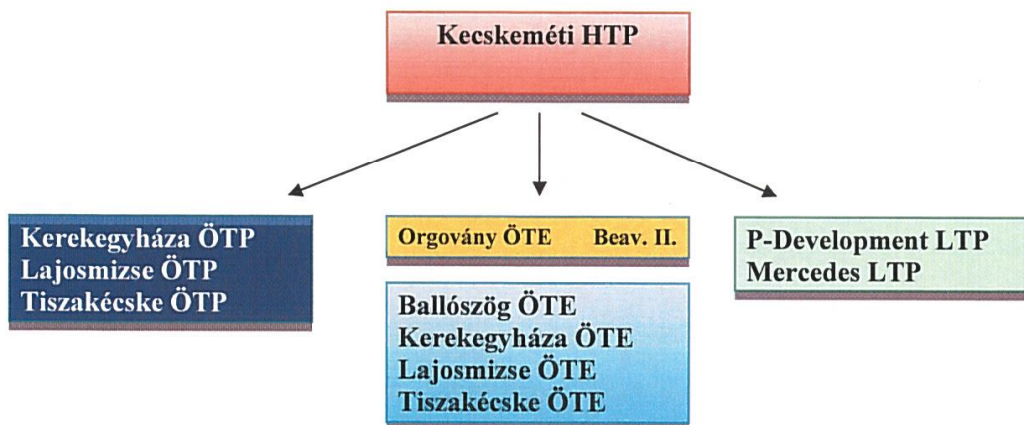 Kecskeméti HTP
Kerekegyháza ÖTP
Lajosmizse ÖTP
Tiszakécske ÖTP
Orgovány ÖTE Beav. II.
Ballószög ÖTE
Kerekegyháza ÖTE
Lajosmizse ÖTE
Tiszakécske ÖTE
P-Development LTP
Mercedes LTP